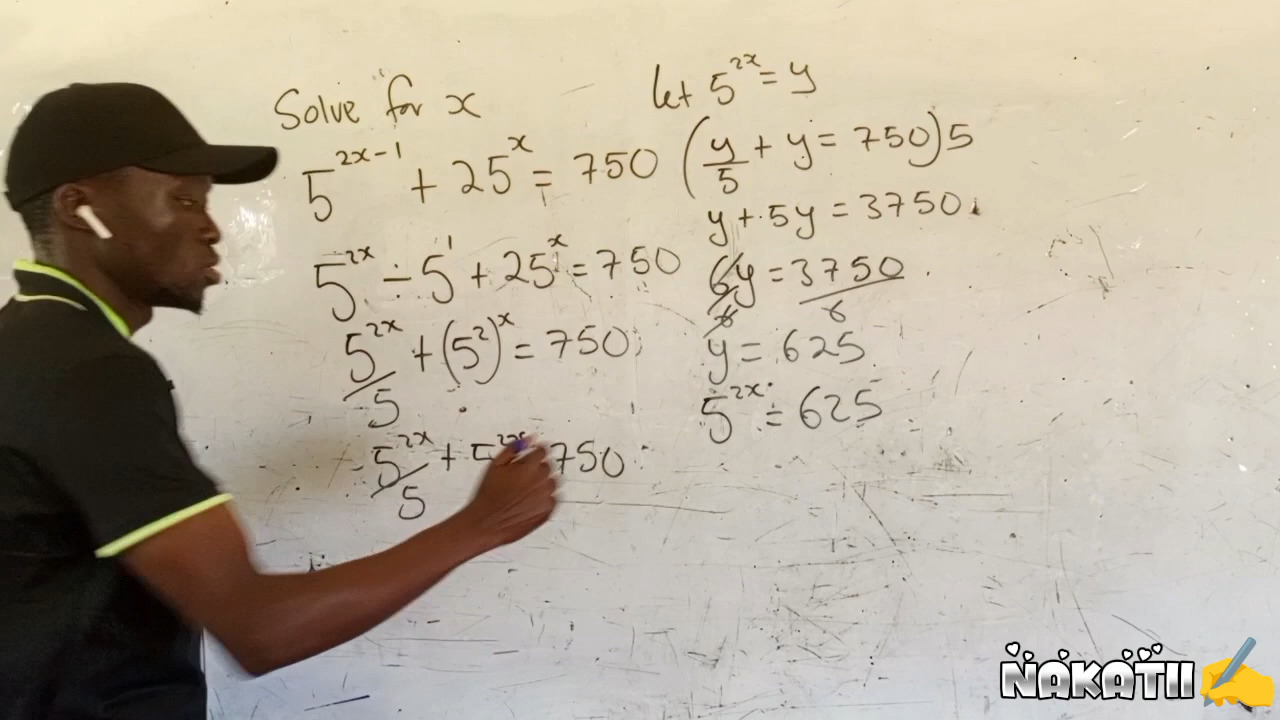 Solve for x
5^{2x-1} + 25^x = 750
5^{2x} ÷ 5^1 + 25^x = 750
5^{2x}/5 + (5^2)^x = 750
5^{2x}/5 + 5 750
let 5^{2x} = y
(y/5 + y = 750)5
y + 5y = 3750
6y/6 = 3750/6
y = 625
5^{2x} = 625
NAKATII